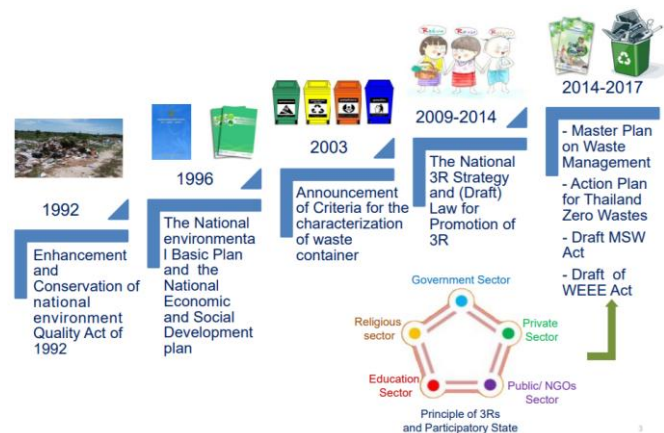 1992
Enhancement
and
Conservation of
national
environment
Quality Act of
1992
1996
The National
environmenta
l Basic Plan
and the
National
Economic
and Social
Development
plan
2003
Announcement
of Criteria for the
characterization
of waste
container
2009-2014
The National
3R Strategy
and (Draft)
Law for
Promotion of
3R
2014-2017
- Master Plan
on Waste
Management
- Action Plan
for Thailand
Zero Wastes
- Draft MSW
Act
- Draft of
WEEE Act
Government Sector
Religious
sector
Private
Sector
Education
Sector
Public/ NGOs
Sector
Principle of 3Rs
and Participatory State
3